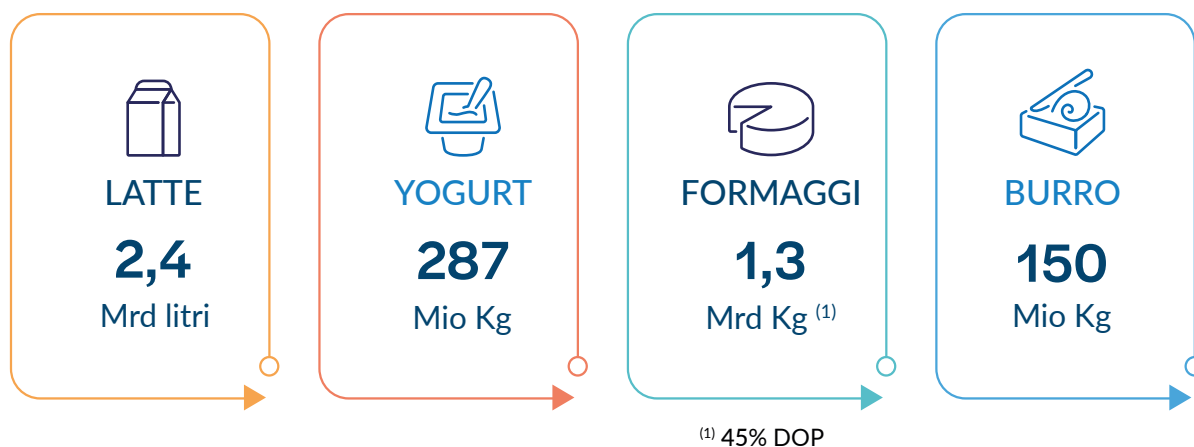 LATTE
2,4
Mrd litri
YOGURT
287
Mio Kg
FORMAGGI
1,3
Mrd Kg (1)
BURRO
150
Mio Kg
(1) 45% DOP